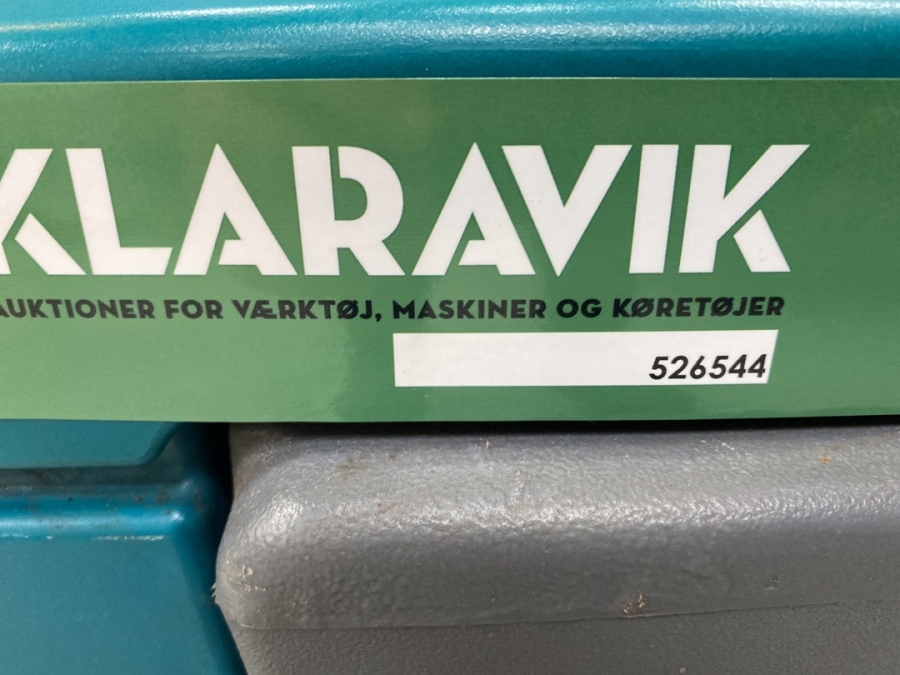 KLARAVIK
AUKTIONER FOR VÆRKTØJ, MASKINER OG KØRETØJER
526544